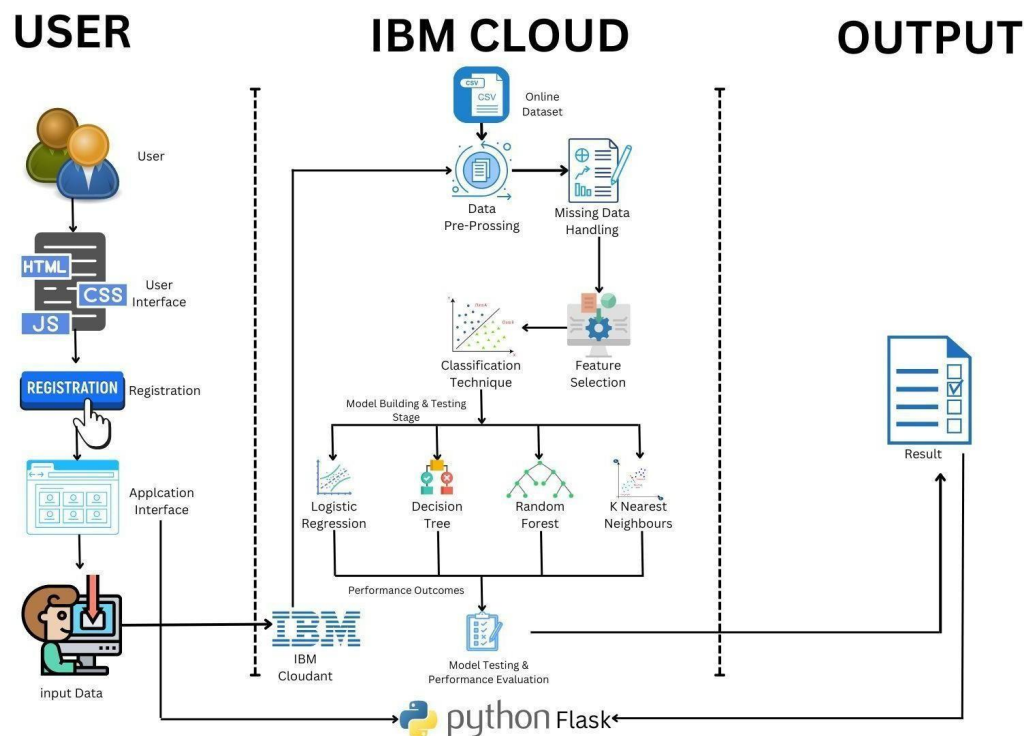 USER
IBM CLOUD
OUTPUT
CSV
CSV
Online
Dataset
User
Data
Pre-Prossing
Missing Data
Handling
HTML
CSS
JS
User
Interface
Classification
Technique
Feature
Selection
REGISTRATION
Registration
Model Building & Testing
Stage
Result
Applcation
Interface
Logistic
Regression
Decision
Tree
Random
Forest
K Nearest
Neighbours
Performance Outcomes
IBM
IBM
Cloudant
Model Testing &
Performance Evaluation
input Data
python Flask